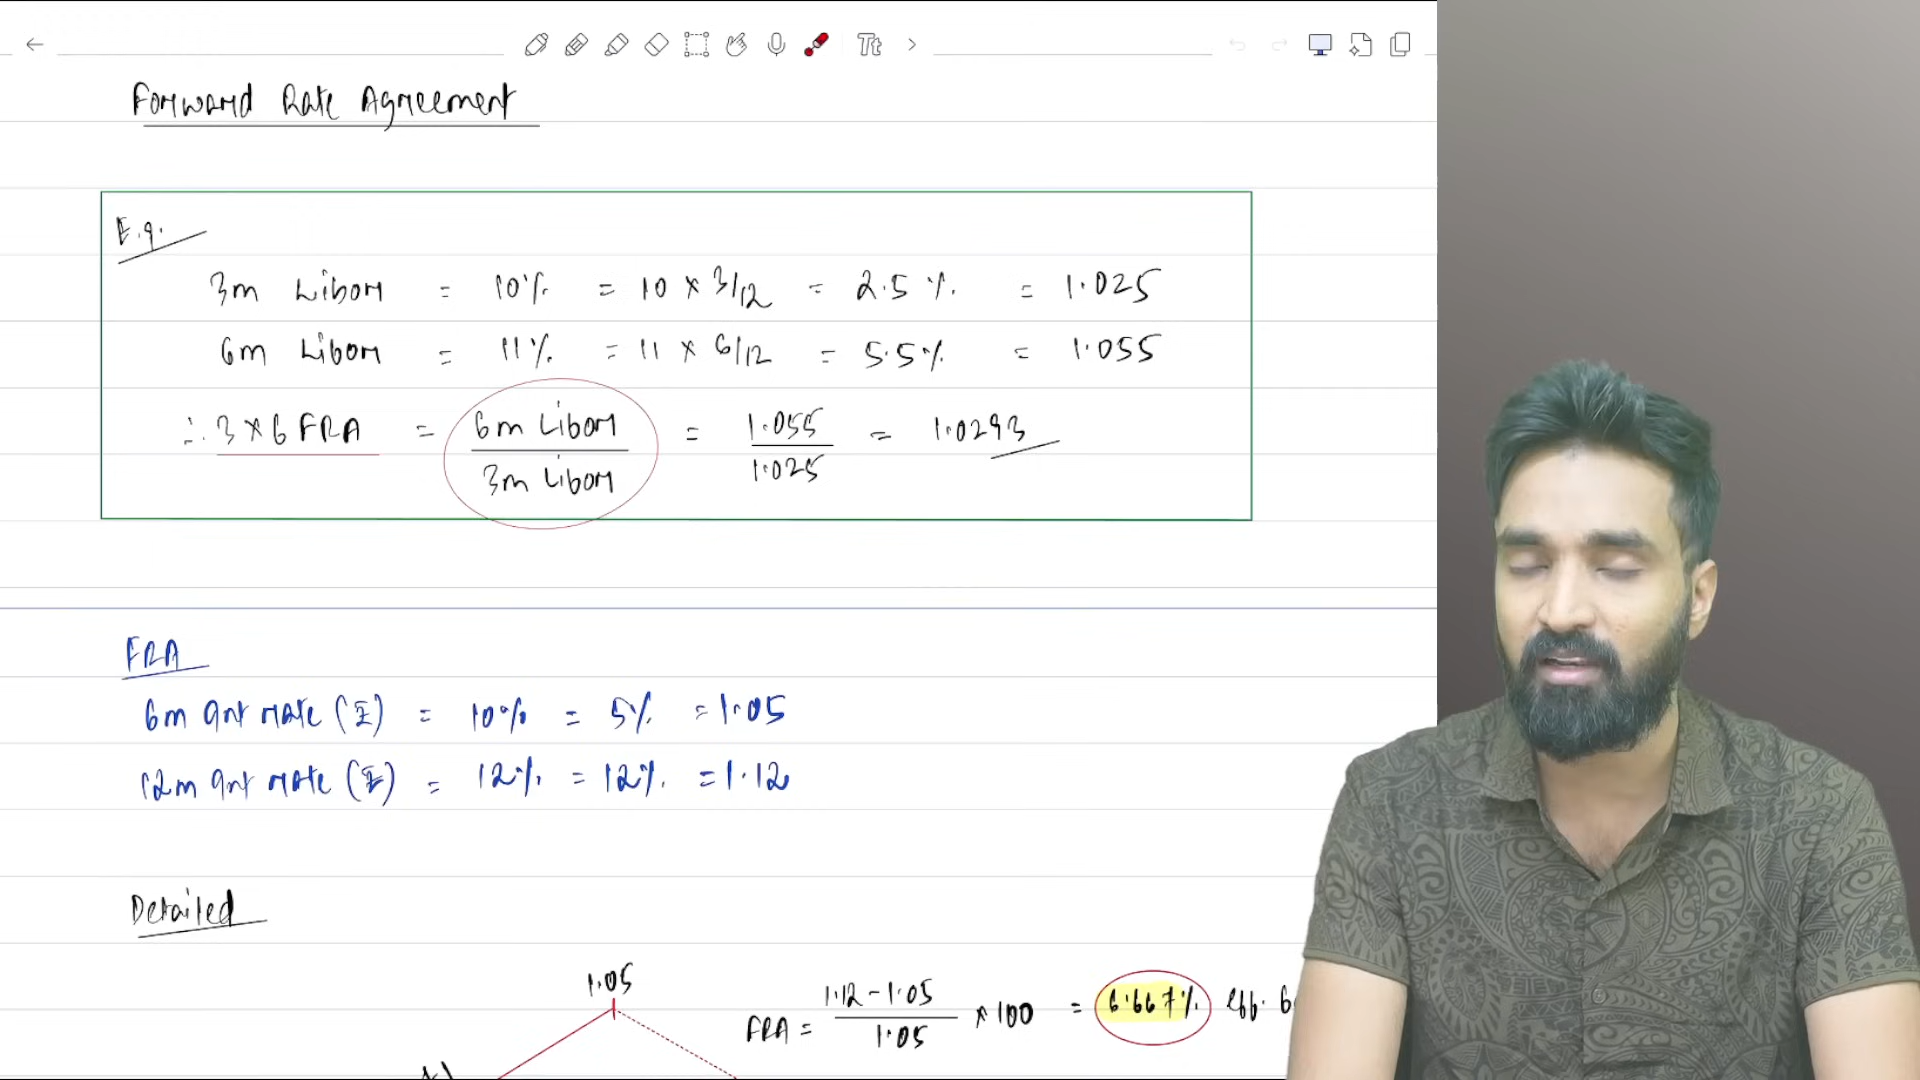 Tt
Forward Rate Agreement
E.g.
3m Libor = 10% = 10 × 3/12 = 2.5% = 1.025
6m Libor = 11% = 11 × 6/12 = 5.5% = 1.055
∴ 3×6 FRA = 6m Libor / 3m Libor = 1.055 / 1.025 = 1.0293
FRA
6m Int rate (£) = 10% = 5% = 1.05
12m Int rate (£) = 12% = 12% = 1.12
Detailed
1.05
FRA = 1.12 - 1.05 / 1.05 × 100 = 6.667% eff. 6